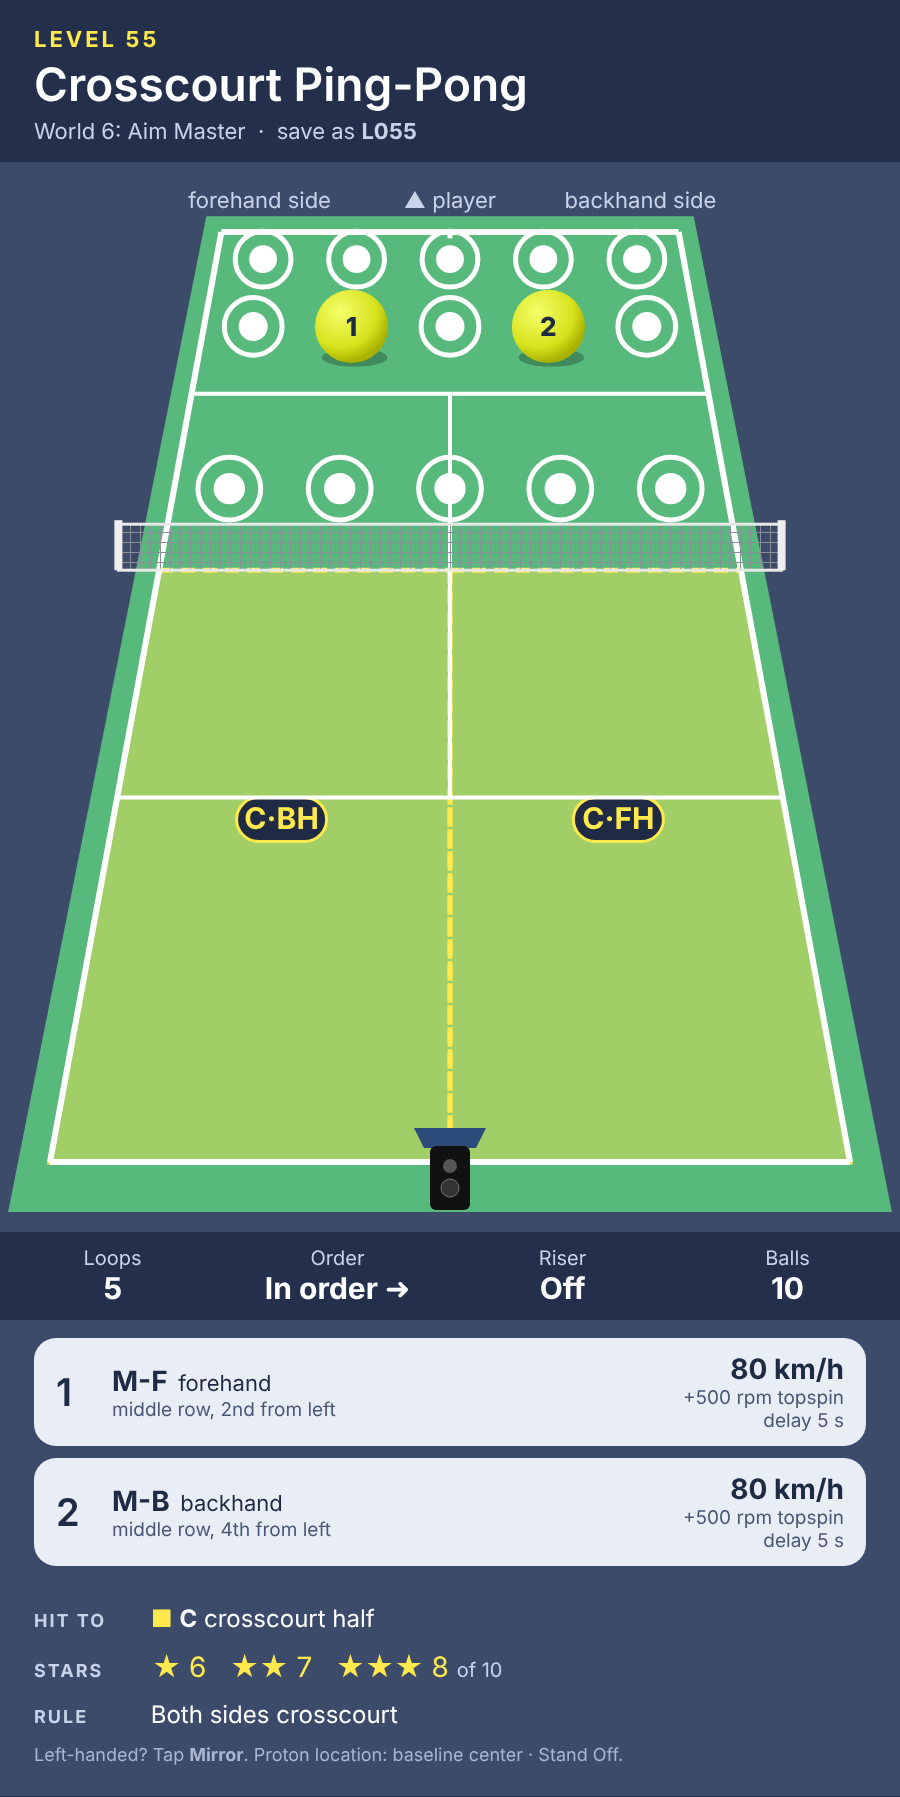 LEVEL 55
Crosscourt Ping-Pong
World 6: Aim Master · save as L055
forehand side ▲ player backhand side
1 2
C·BH C·FH
Loops Order Riser Balls
5 In order → Off 10
1 M-F forehand 80 km/h
middle row, 2nd from left +500 rpm topspin
delay 5 s
2 M-B backhand 80 km/h
middle row, 4th from left +500 rpm topspin
delay 5 s
HIT TO ■ C crosscourt half
STARS ★ 6 ★★ 7 ★★★ 8 of 10
RULE Both sides crosscourt
Left-handed? Tap Mirror. Proton location: baseline center · Stand Off.